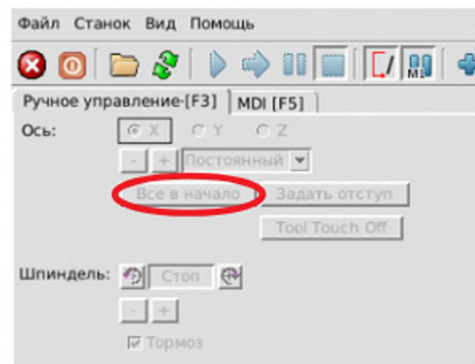 Файл Станок Вид Помощь
M1
Ручное управление-[F3] MDI [F5]
Ось: X Y Z
- + Постоянный
Все в начало Задать отступ
Tool Touch Off
Шпиндель: Стоп
- +
Тормоз